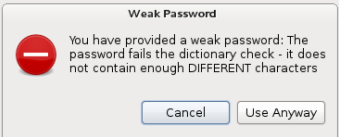 Weak Password
You have provided a weak password: The
password fails the dictionary check - it does
not contain enough DIFFERENT characters
Cancel
Use Anyway